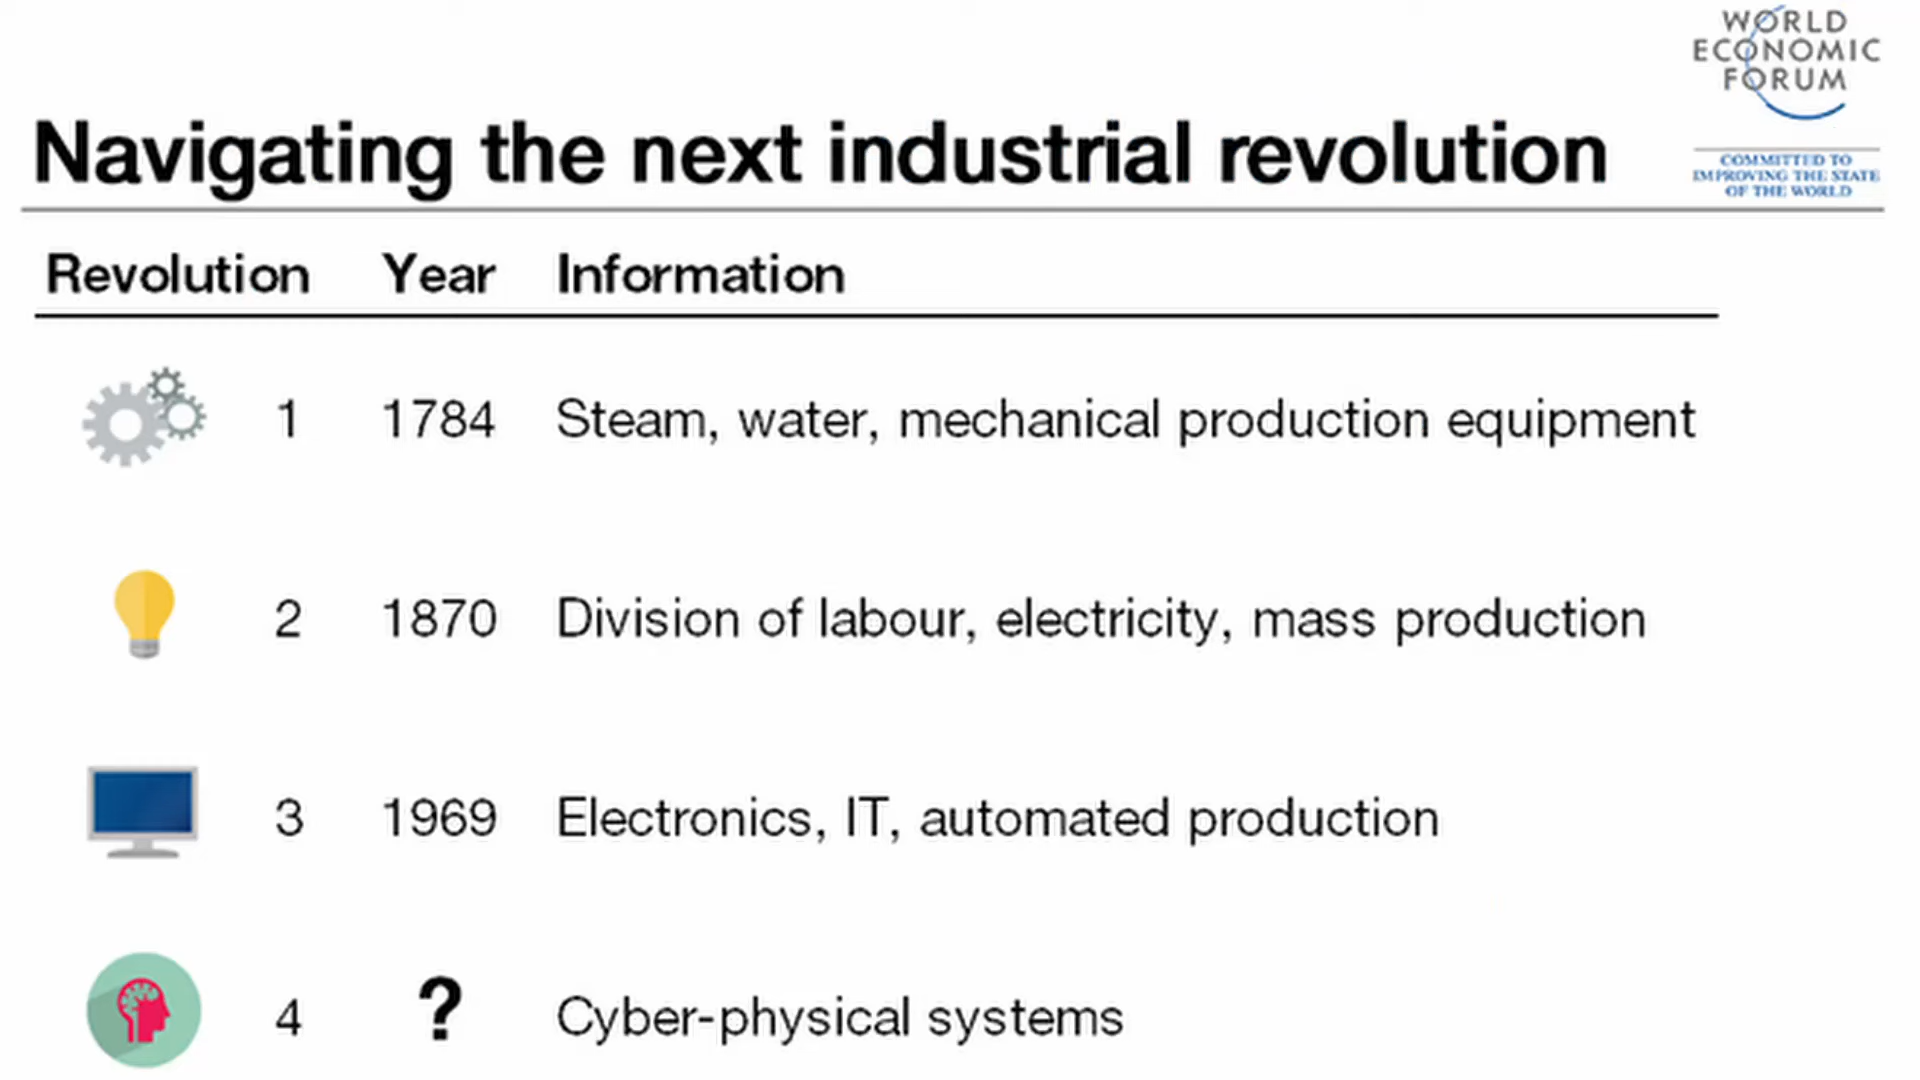 WORLD
ECONOMIC
FORUM
COMMITTED TO
IMPROVING THE STATE
OF THE WORLD
Navigating the next industrial revolution
Revolution Year Information
1 1784 Steam, water, mechanical production equipment
2 1870 Division of labour, electricity, mass production
3 1969 Electronics, IT, automated production
4 ? Cyber-physical systems